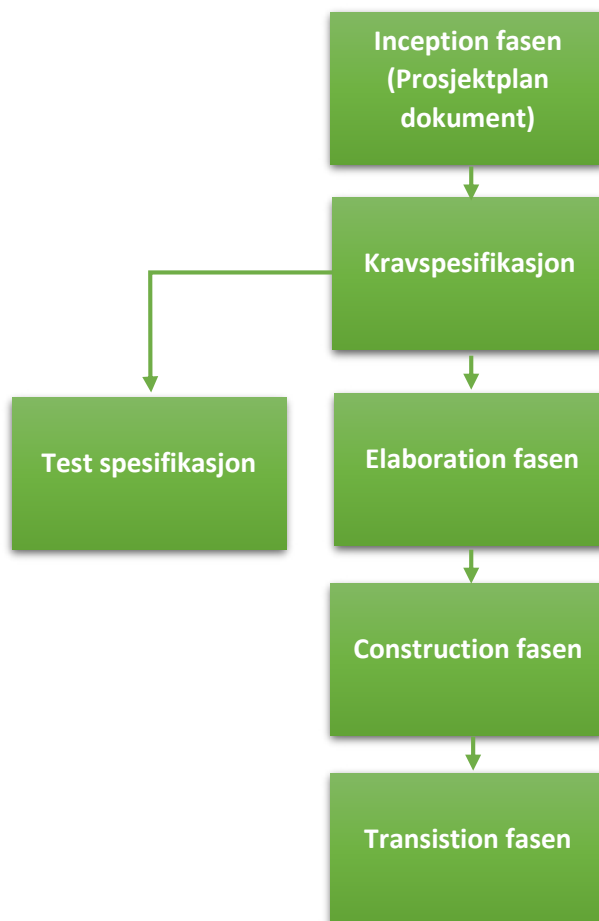 Inception fasen
(Prosjektplan
dokument)
Kravspesifikasjon
Test spesifikasjon
Elaboration fasen
Construction fasen
Transistion fasen